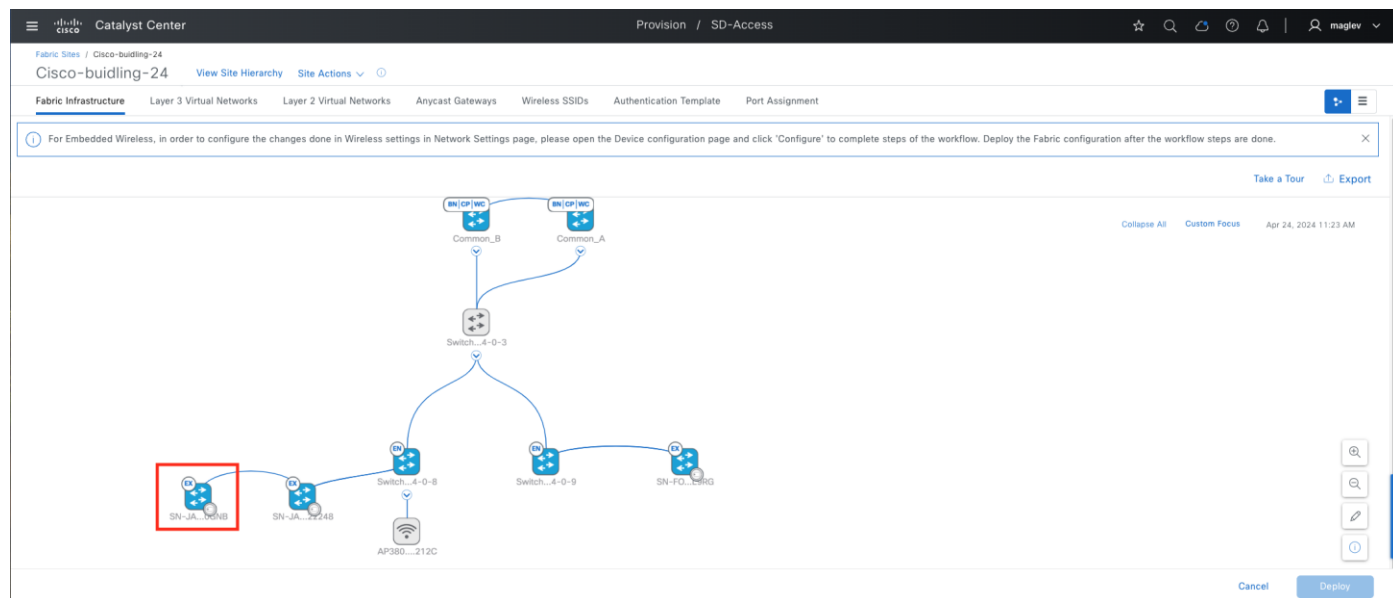 cisco Catalyst Center
Provision / SD-Access
maglev
Fabric Sites / Cisco-buidling-24
Cisco-buidling-24 View Site Hierarchy Site Actions
Fabric Infrastructure Layer 3 Virtual Networks Layer 2 Virtual Networks Anycast Gateways Wireless SSIDs Authentication Template Port Assignment
For Embedded Wireless, in order to configure the changes done in Wireless settings in Network Settings page, please open the Device configuration page and click 'Configure' to complete steps of the workflow. Deploy the Fabric configuration after the workflow steps are done.
Take a Tour Export
BN|CP|WC BN|CP|WC
Common_B Common_A
Collapse All Custom Focus Apr 24, 2024 11:23 AM
Switch...4-0-3
EN EN EX
Switch...4-0-8 Switch...4-0-9
EX EX
SN-JA...2224B
AP380....212C
Cancel Deploy